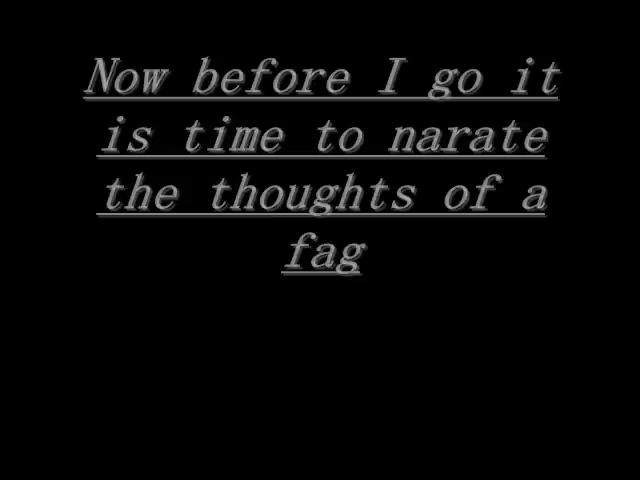 Now before I go it
is time to narate
the thoughts of a
fag